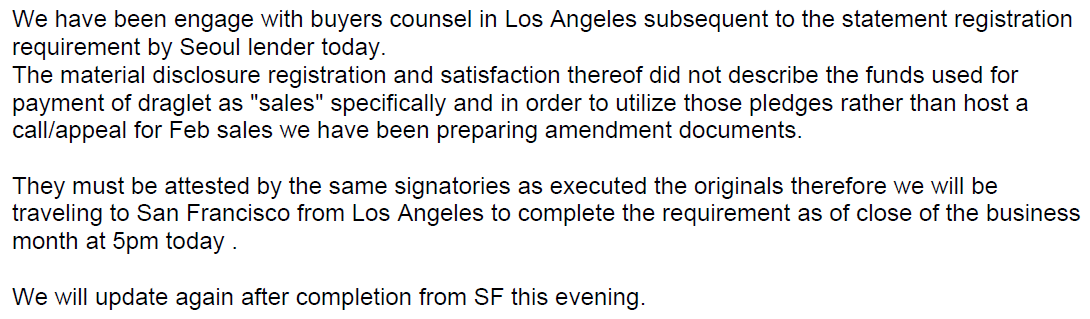 We have been engage with buyers counsel in Los Angeles subsequent to the statement registration
requirement by Seoul lender today.
The material disclosure registration and satisfaction thereof did not describe the funds used for
payment of draglet as "sales" specifically and in order to utilize those pledges rather than host a
call/appeal for Feb sales we have been preparing amendment documents.
They must be attested by the same signatories as executed the originals therefore we will be
traveling to San Francisco from Los Angeles to complete the requirement as of close of the business
month at 5pm today .
We will update again after completion from SF this evening.